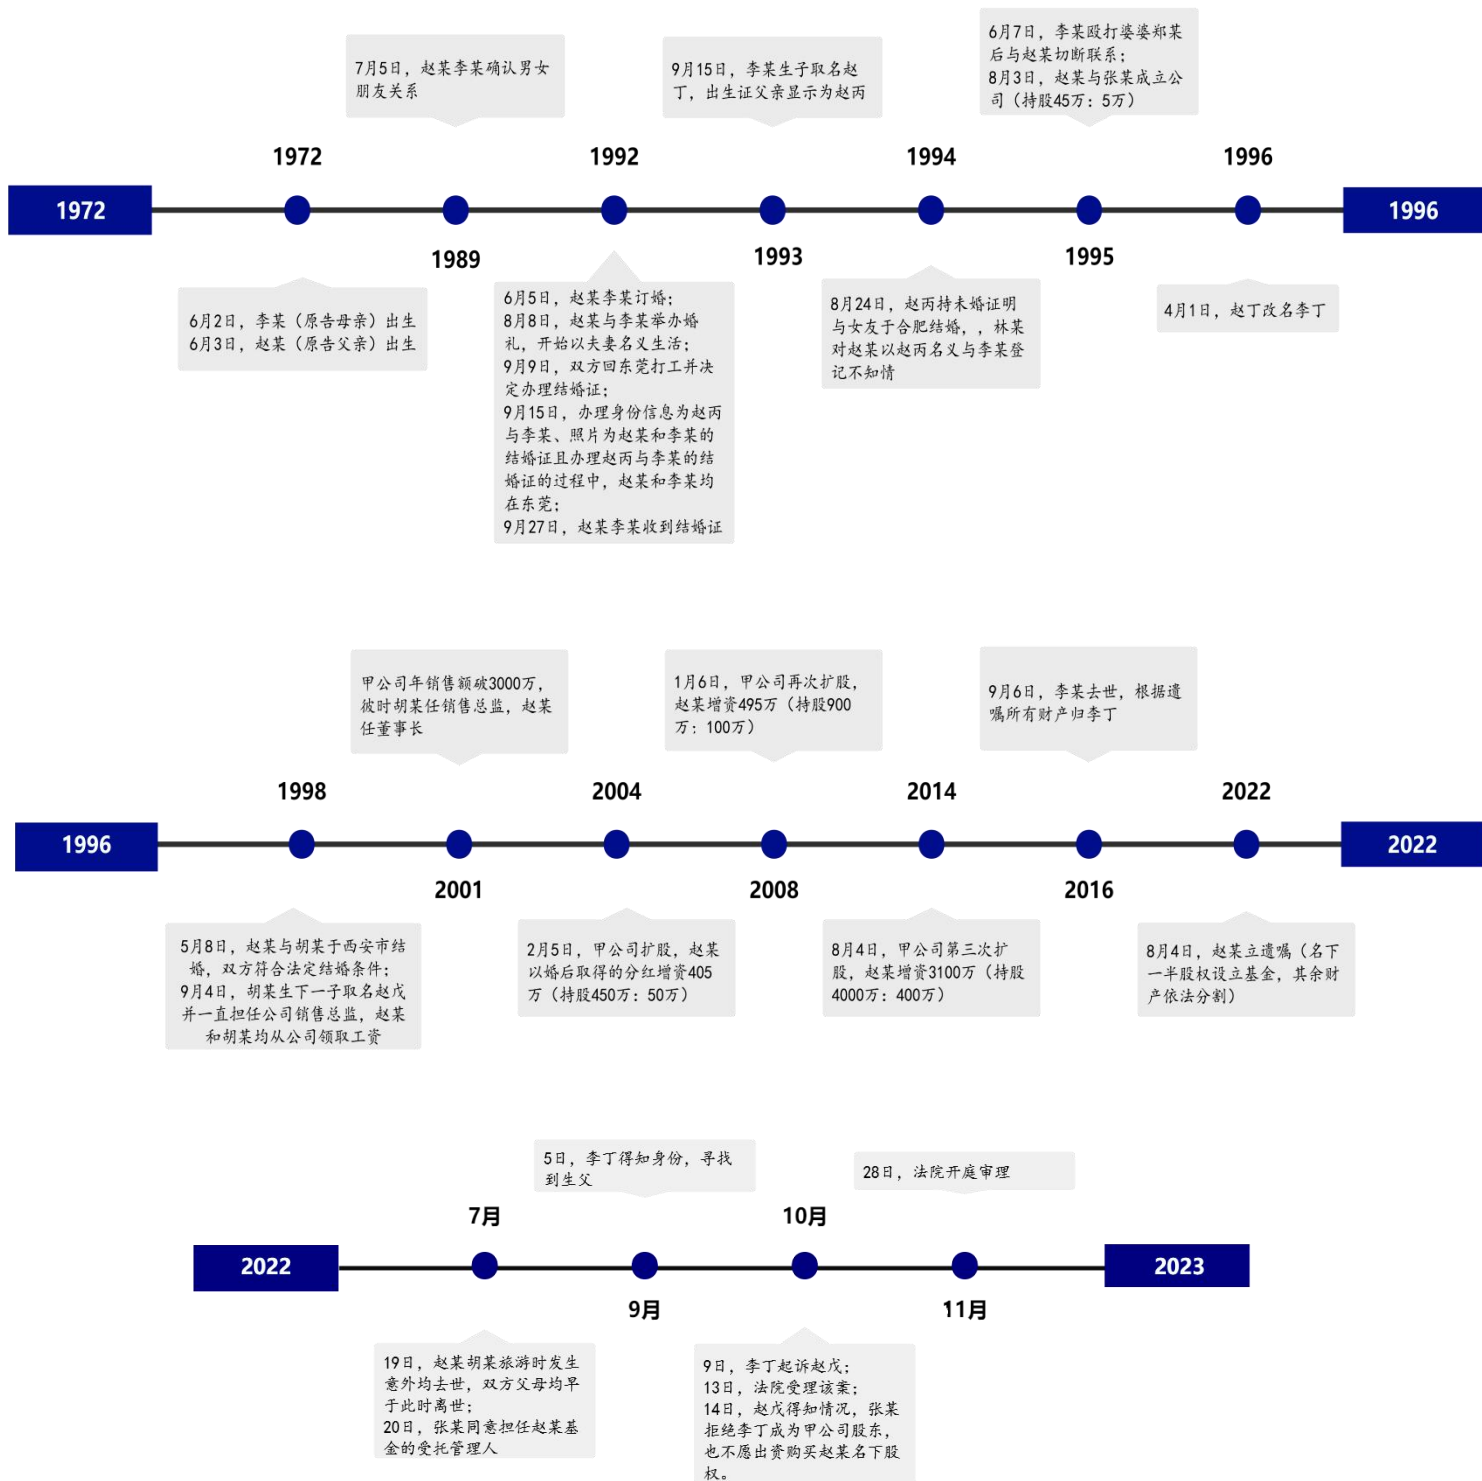 7月5日，赵某李某确认男女
朋友关系
9月15日，李某生子取名赵
丁，出生证父亲显示为赵丙
6月7日，李某殴打婆婆郑某
后与赵某切断联系；
8月3日，赵某与张某成立公
司（持股45万：5万）
1972
1992
1994
1996
1972
1996
1989
1993
1995
6月2日，李某（原告母亲）出生
6月3日，赵某（原告父亲）出生
6月5日，赵某李某订婚；
8月8日，赵某与李某举办婚
礼，开始以夫妻名义生活；
9月9日，双方回东莞打工并决
定办理结婚证；
9月15日，办理身份信息为赵丙
与李某、照片为赵某和李某的
结婚证且办理赵丙与李某的结
婚证的过程中，赵某和李某均
在东莞；
9月27日，赵某李某收到结婚证
8月24日，赵丙持未婚证明
与女友于合肥结婚，，林某
对赵某以赵丙名义与李某登
记不知情
4月1日，赵丁改名李丁
甲公司年销售额破3000万，
彼时胡某任销售总监，赵某
任董事长
1月6日，甲公司再次扩股，
赵某增资495万（持股900
万：100万）
9月6日，李某去世，根据遗
嘱所有财产归李丁
1998
2004
2014
2022
1996
2022
2001
2008
2016
5月8日，赵某与胡某于西安市结
婚，双方符合法定结婚条件；
9月4日，胡某生下一子取名赵戊
并一直担任公司销售总监，赵某
和胡某均从公司领取工资
2月5日，甲公司扩股，赵某
以婚后取得的分红增资405
万（持股450万：50万）
8月4日，甲公司第三次扩
股，赵某增资3100万（持股
4000万：400万）
8月4日，赵某立遗嘱（名下
一半股权设立基金，其余财
产依法分割）
5日，李丁得知身份，寻找
到生父
28日，法院开庭审理
7月
10月
2022
2023
9月
11月
19日，赵某胡某旅游时发生
意外均去世，双方父母均早
于此时离世；
20日，张某同意担任赵某基
金的受托管理人
9日，李丁起诉赵戊；
13日，法院受理该案；
14日，赵戊得知情况，张某
拒绝李丁成为甲公司股东，
也不愿出资购买赵某名下股
权。